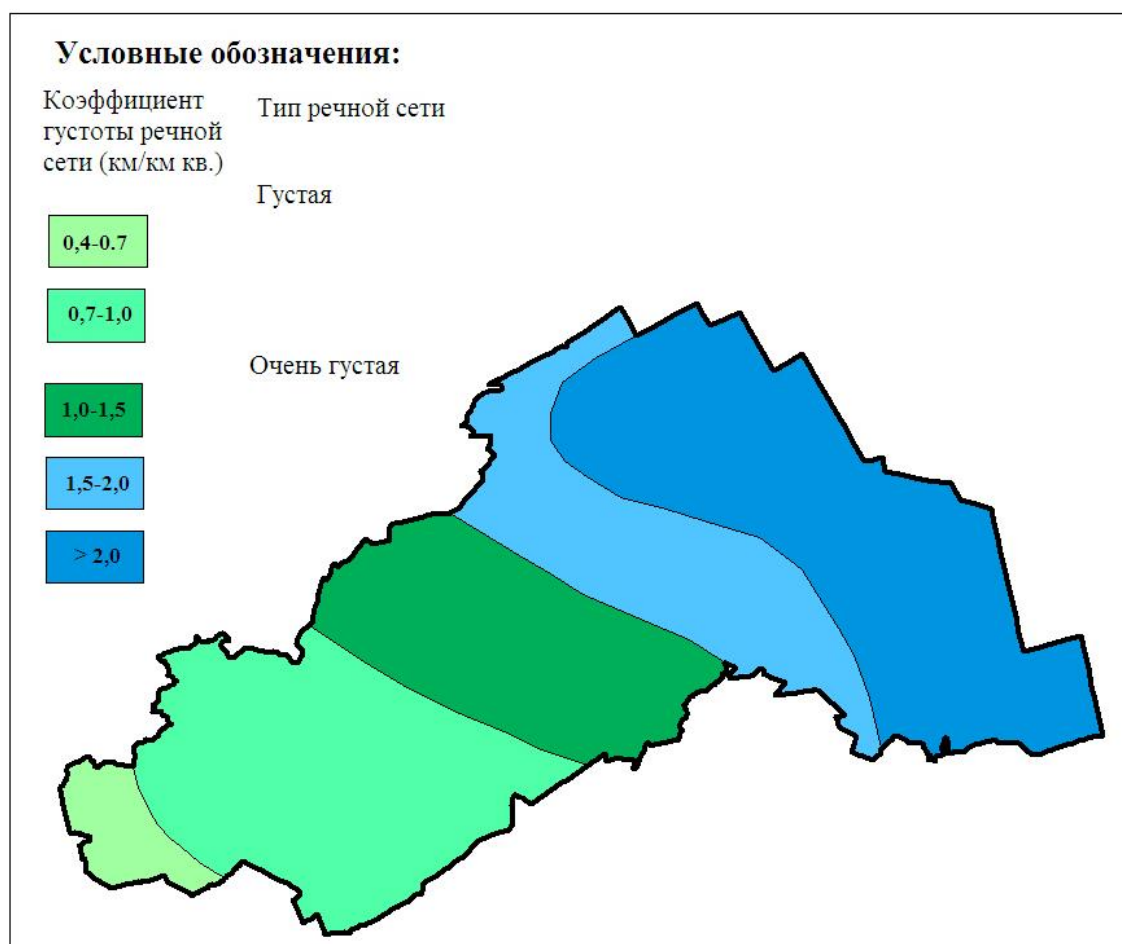 Условные обозначения:
Коэффициент
густоты речной
сети (км/км кв.)
Тип речной сети
Густая
0,4-0.7
0,7-1,0
Очень густая
1,0-1,5
1,5-2,0
> 2,0